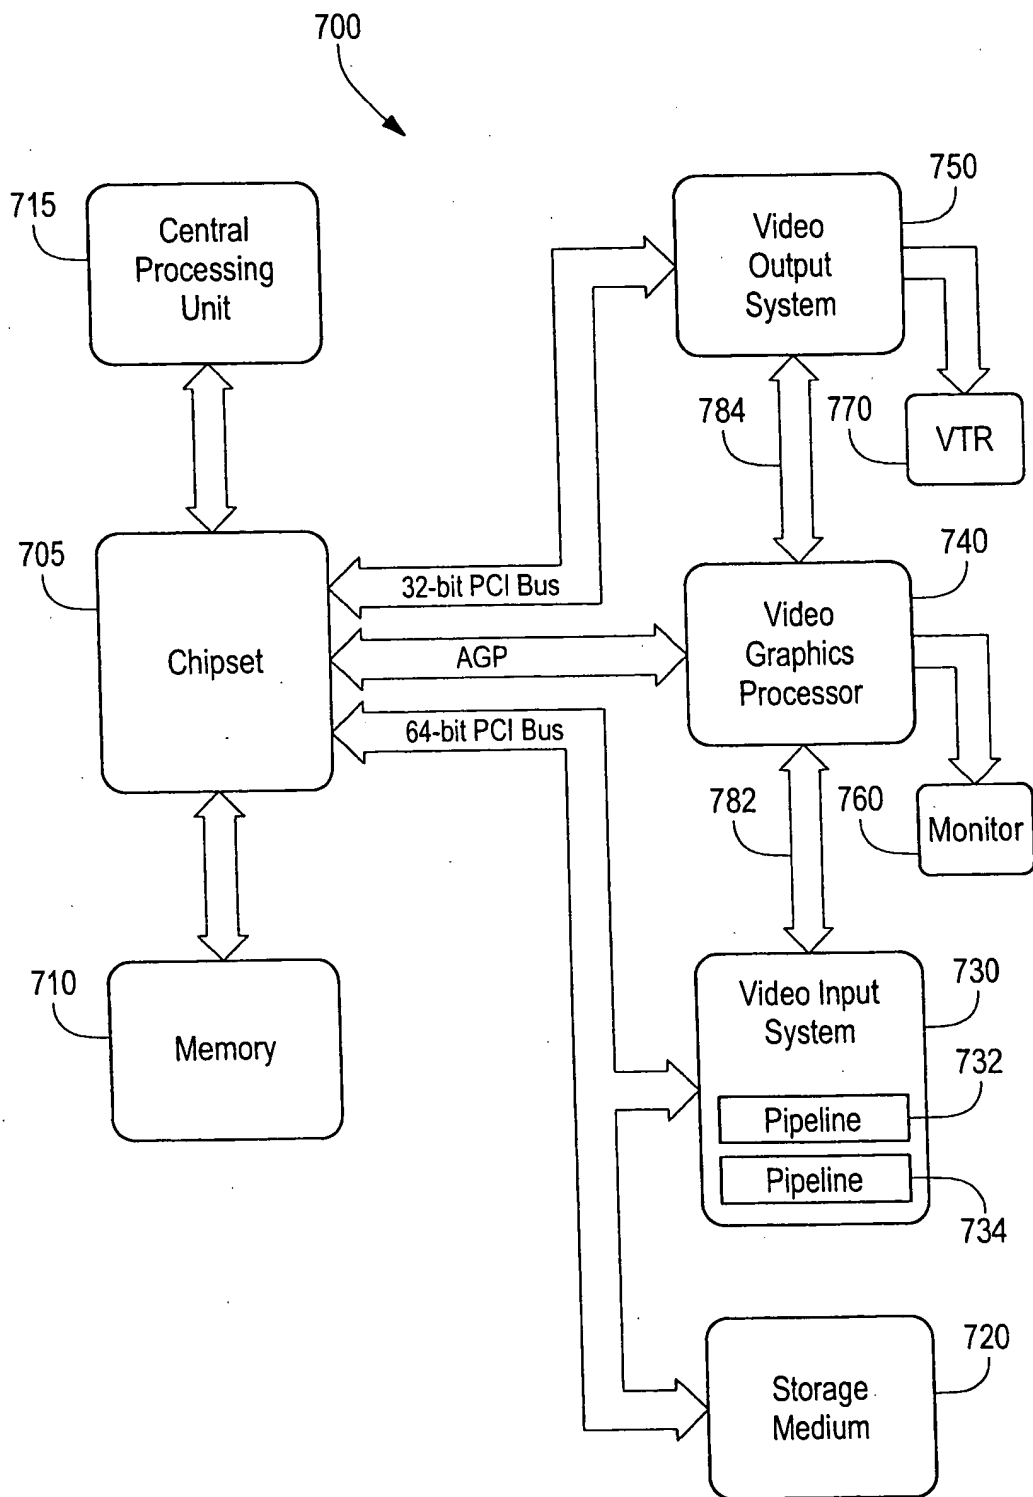 700
715
Central
Processing
Unit
750
Video
Output
System
784
770
VTR
705
Chipset
32-bit PCI Bus
AGP
64-bit PCI Bus
740
Video
Graphics
Processor
782
760
Monitor
710
Memory
730
Video Input
System
732
Pipeline
Pipeline
734
720
Storage
Medium